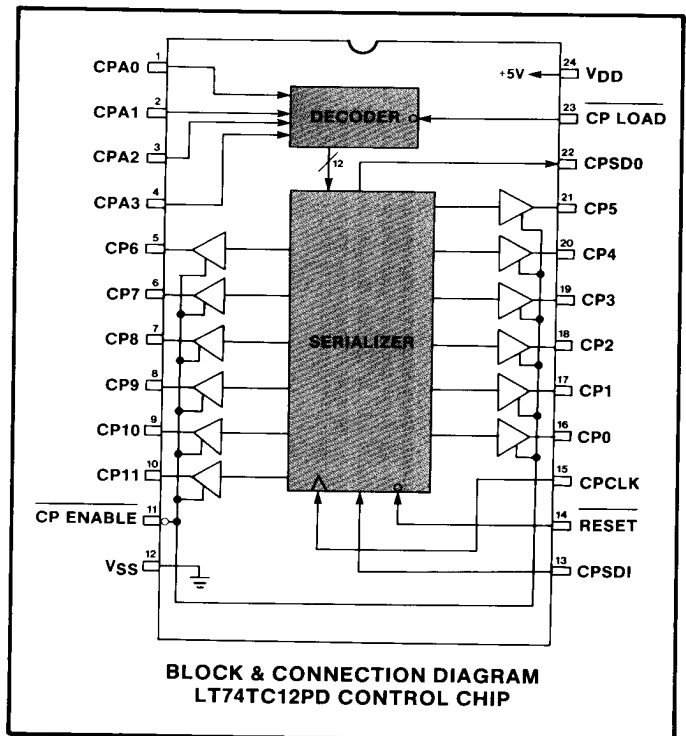 1
CPA0
2
CPA1
3
CPA2
4
CPA3
5
CP6
6
CP7
7
CP8
8
CP9
9
CP10
10
CP11
11
CP ENABLE
12
VSS
DECODER
12
SERIALIZER
+5V
24
VDD
23
CP LOAD
22
CPSD0
21
CP5
20
CP4
19
CP3
18
CP2
17
CP1
16
CP0
15
CPCLK
14
RESET
13
CPSDI
BLOCK & CONNECTION DIAGRAM
LT74TC12PD CONTROL CHIP